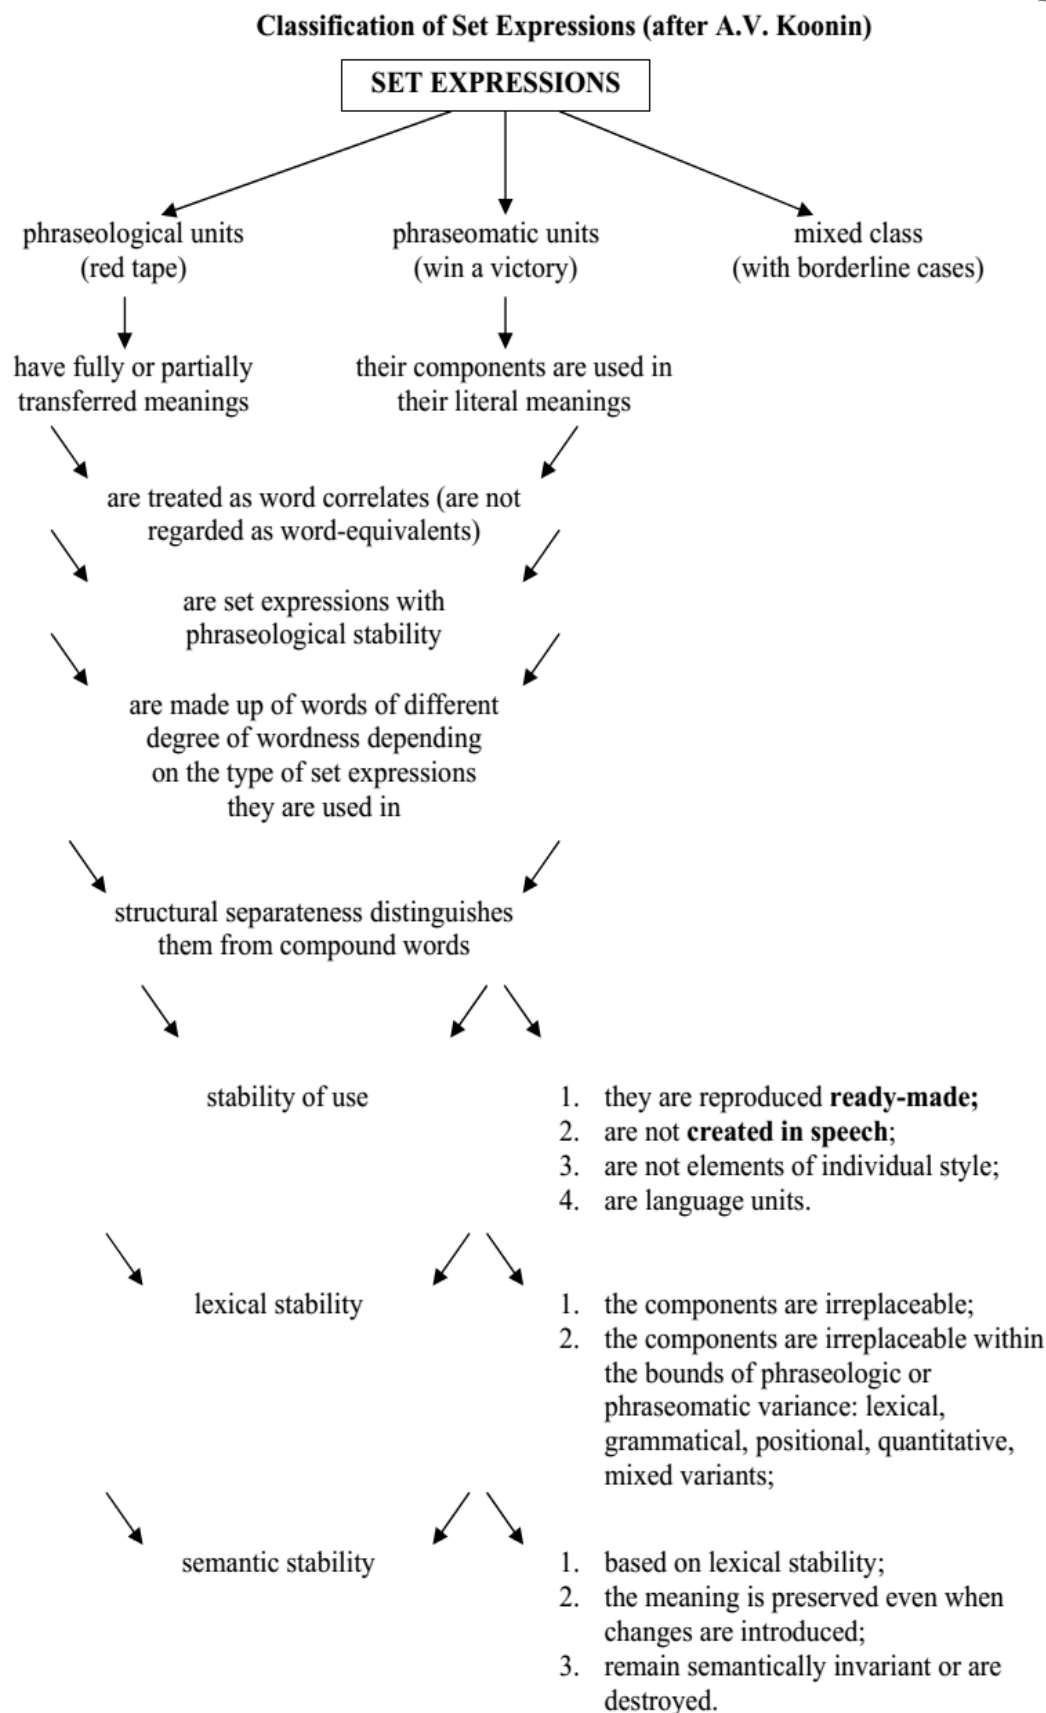 Classification of Set Expressions (after A.V. Koonin)
SET EXPRESSIONS
phraseological units
(red tape)
phraseomatic units
(win a victory)
mixed class
(with borderline cases)
have fully or partially
transferred meanings
their components are used in
their literal meanings
are treated as word correlates (are not
regarded as word-equivalents)
are set expressions with
phraseological stability
are made up of words of different
degree of wordness depending
on the type of set expressions
they are used in
structural separateness distinguishes
them from compound words
stability of use
1. they are reproduced ready-made;
2. are not created in speech;
3. are not elements of individual style;
4. are language units.
lexical stability
1. the components are irreplaceable;
2. the components are irreplaceable within
the bounds of phraseologic or
phraseomatic variance: lexical,
grammatical, positional, quantitative,
mixed variants;
semantic stability
1. based on lexical stability;
2. the meaning is preserved even when
changes are introduced;
3. remain semantically invariant or are
destroyed.